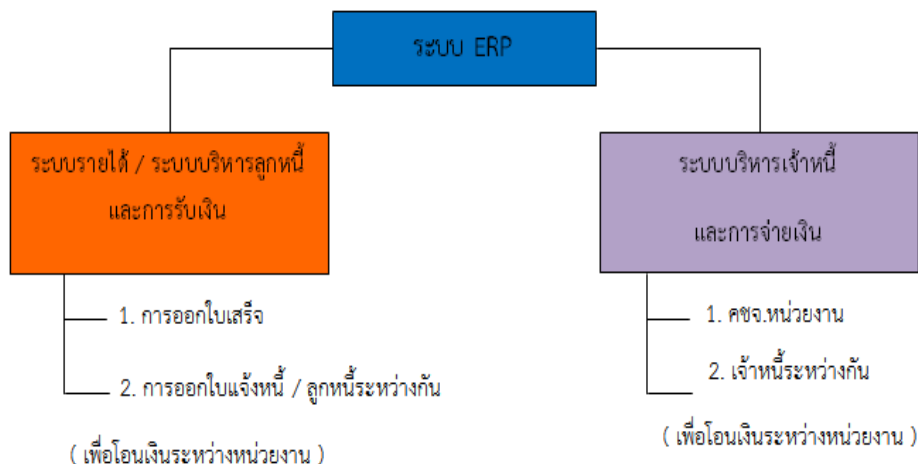 ระบบ ERP
ระบบรายได้ / ระบบบริหารลูกหนี้
และการรับเงิน
1. การออกใบเสร็จ
2. การออกใบแจ้งหนี้ / ลูกหนี้ระหว่างกัน
( เพื่อโอนเงินระหว่างหน่วยงาน )
ระบบบริหารเจ้าหนี้
และการจ่ายเงิน
1. คชจ.หน่วยงาน
2. เจ้าหนี้ระหว่างกัน
( เพื่อโอนเงินระหว่างหน่วยงาน )